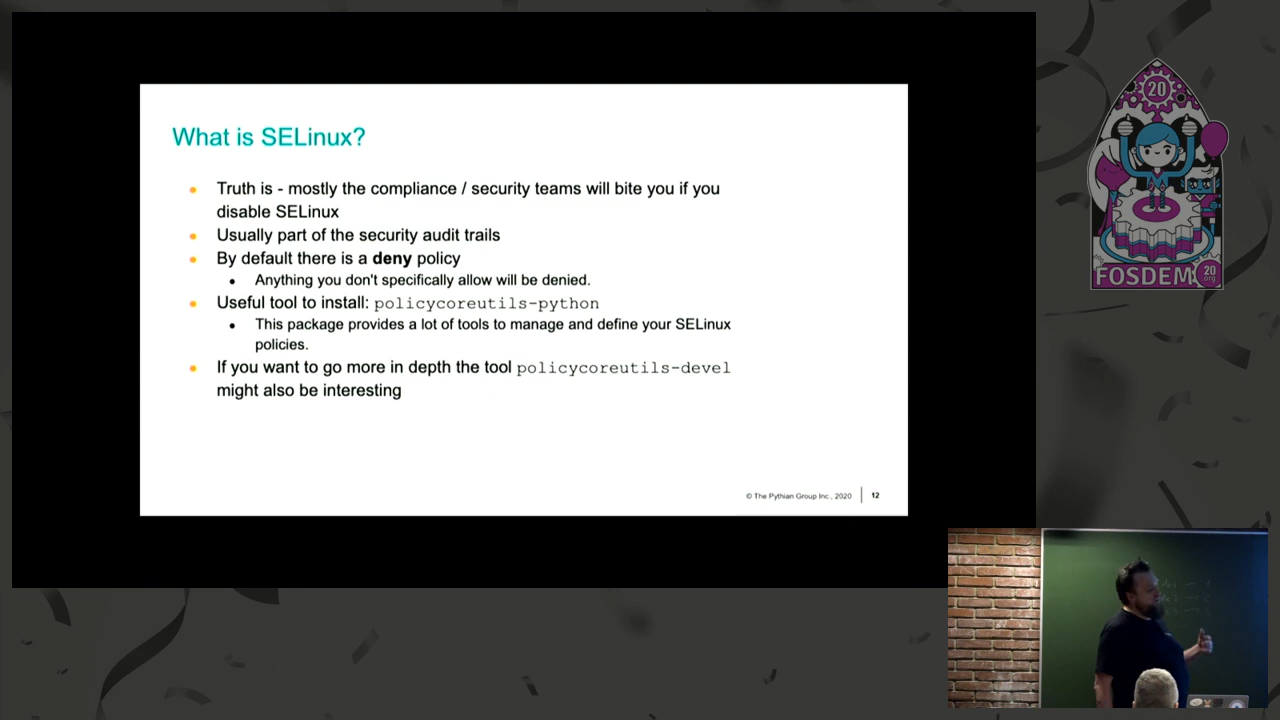 What is SELinux?
Truth is - mostly the compliance / security teams will bite you if you
disable SELinux
Usually part of the security audit trails
By default there is a deny policy
Anything you don't specifically allow will be denied.
Useful tool to install: policycoreutils-python
This package provides a lot of tools to manage and define your SELinux
policies.
If you want to go more in depth the tool policycoreutils-devel
might also be interesting
© The Pythian Group Inc., 2020
12
20
FOSDEM
20
.org